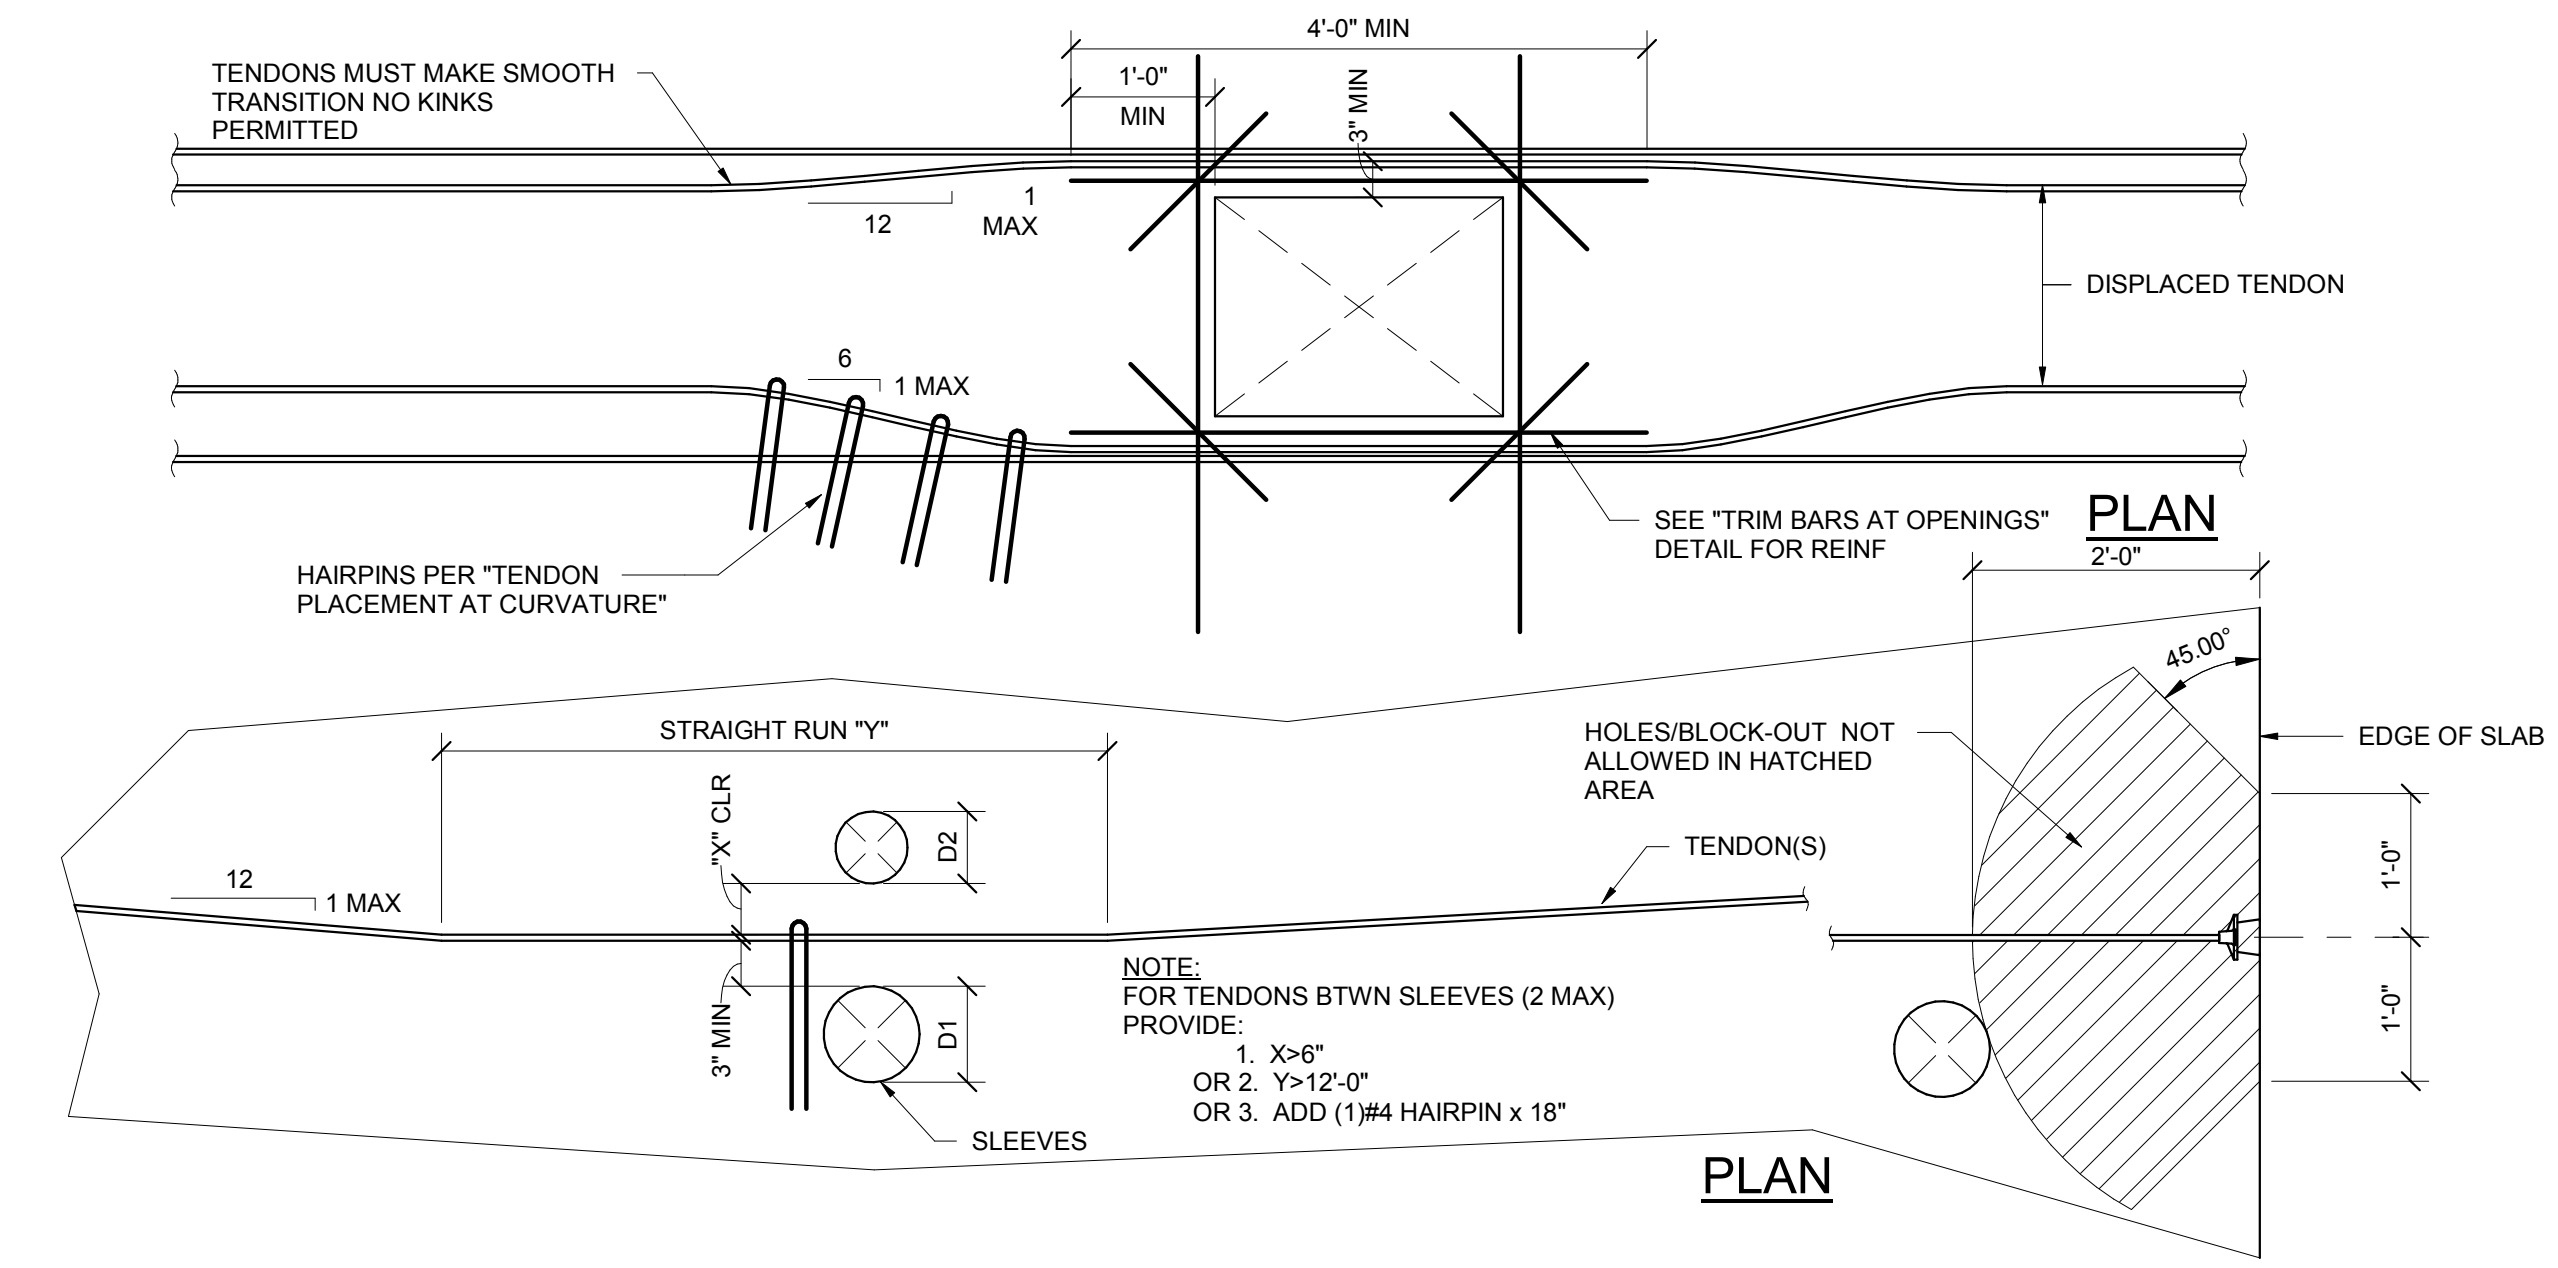 4'-0" MIN
TENDONS MUST MAKE SMOOTH
TRANSITION NO KINKS
PERMITTED
1'-0"
MIN
3" MIN
12
1
MAX
DISPLACED TENDON
6
1 MAX
SEE "TRIM BARS AT OPENINGS"
DETAIL FOR REINF
PLAN
HAIRPINS PER "TENDON
PLACEMENT AT CURVATURE"
2'-0"
45.00°
STRAIGHT RUN "Y"
HOLES/BLOCK-OUT NOT
ALLOWED IN HATCHED
AREA
EDGE OF SLAB
"X" CLR
D2
TENDON(S)
1'-0"
12
1 MAX
3" MIN
D1
1'-0"
NOTE:
FOR TENDONS BTWN SLEEVES (2 MAX)
PROVIDE:
1. X>6"
OR 2. Y>12'-0"
OR 3. ADD (1)#4 HAIRPIN x 18"
SLEEVES
PLAN